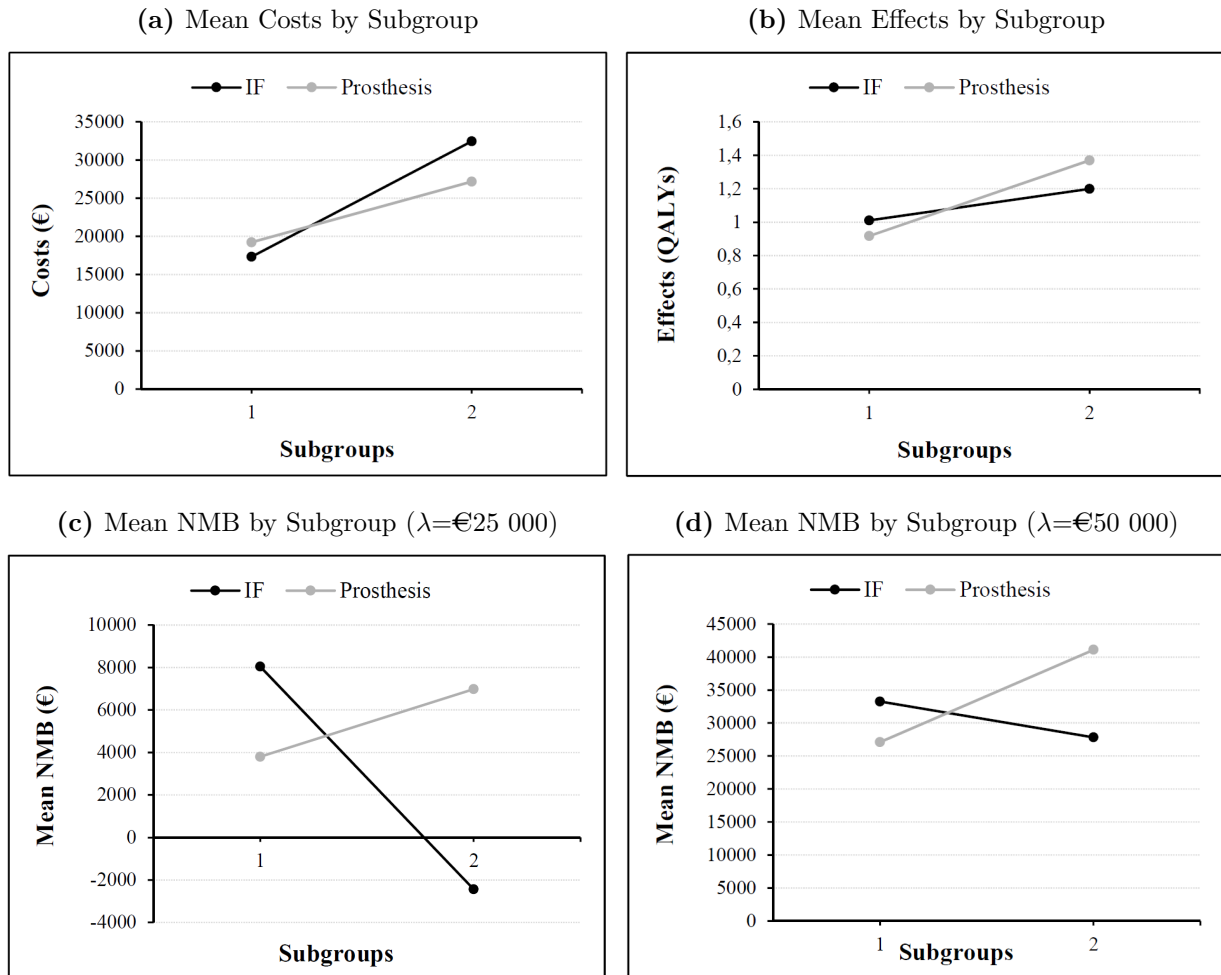 (a) Mean Costs by Subgroup
IF Prosthesis
35000
30000
25000
20000
15000
10000
5000
0
Costs (€)
1 2
Subgroups
(b) Mean Effects by Subgroup
IF Prosthesis
1,6
1,4
1,2
1
0,8
0,6
0,4
0,2
0
Effects (QALYs)
1 2
Subgroups
(c) Mean NMB by Subgroup (λ=€25 000)
IF Prosthesis
10000
8000
6000
4000
2000
0
-2000
-4000
Mean NMB (€)
1 2
Subgroups
(d) Mean NMB by Subgroup (λ=€50 000)
IF Prosthesis
45000
40000
35000
30000
25000
20000
15000
10000
5000
0
Mean NMB (€)
1 2
Subgroups